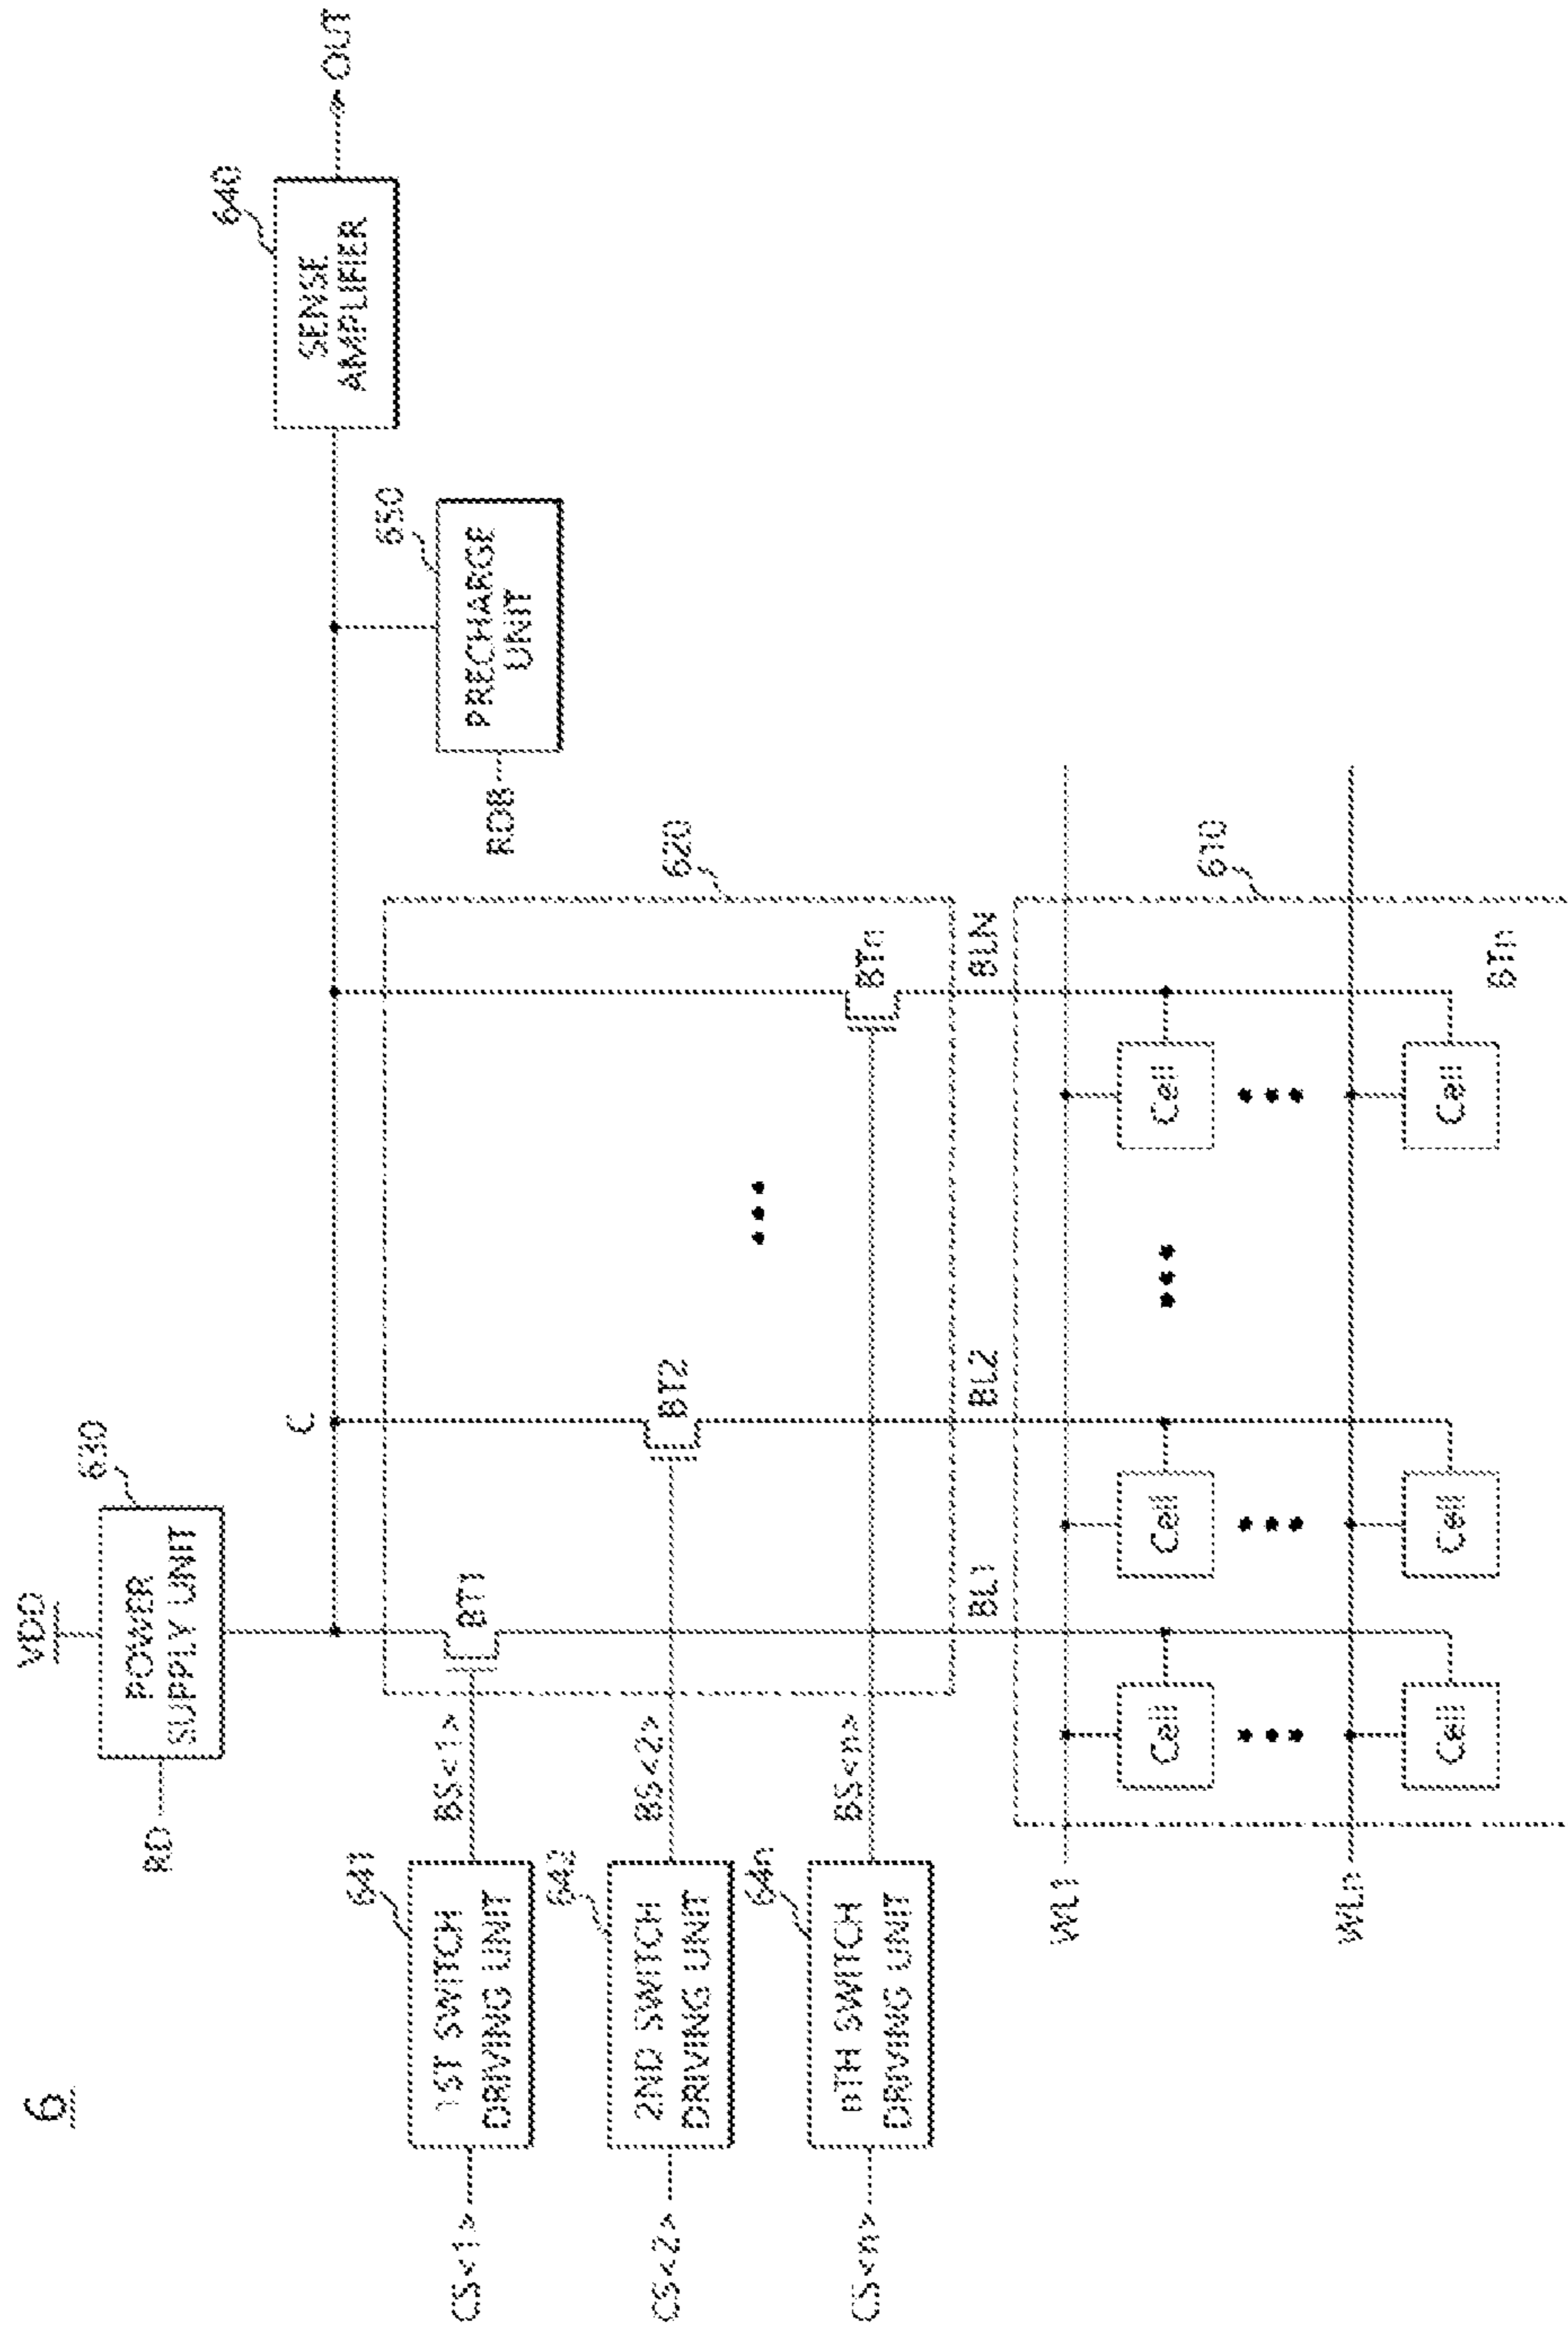 6
VDD
630
RD
POWER
SUPPLY UNIT
640
C
SENSE
AMPLIFIER
OUT
650
641
CS<1>
1ST SWITCH
DRIVING UNIT
BS<1>
BT1
RDB
PRECHARGE
UNIT
642
CS<2>
2ND SWITCH
DRIVING UNIT
BS<2>
BT2
620
64n
CS<n>
nTH SWITCH
DRIVING UNIT
BS<n>
BTn
BL1
BL2
BLN
WL1
610
Cell
Cell
Cell
WLn
Cell
Cell
Cell
BTn